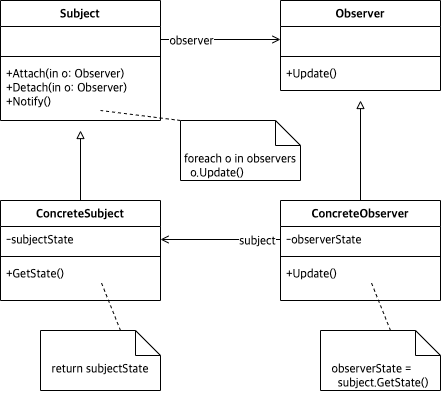 Subject
Observer
observer
+Attach(in o: Observer)
+Detach(in o: Observer)
+Notify()
+Update()
foreach o in observers
o.Update()
ConcreteSubject
ConcreteObserver
-subjectState
subject
-observerState
+GetState()
+Update()
return subjectState
observerState =
subject.GetState()